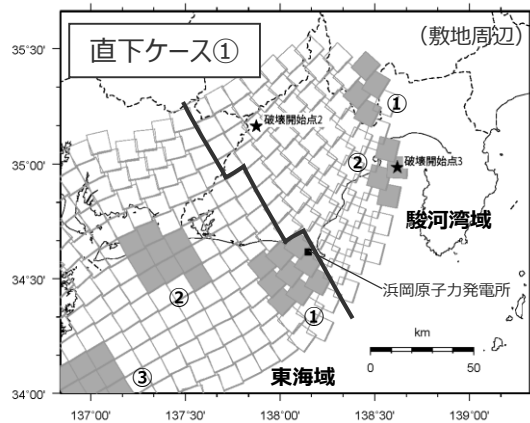 直下ケース①
(敷地周辺)
35°30'
破壊開始点2
①
35°00'
②
破壊開始点3
駿河湾域
34°30'
浜岡原子力発電所
②
①
km
③
東海域
0
50
34°00'
137°00'
137°30'
138°00'
138°30'
139°00'